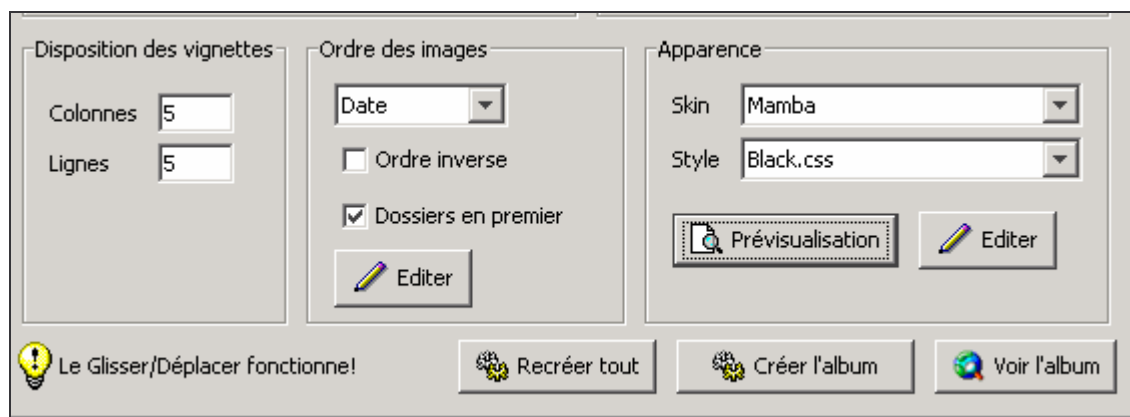 Disposition des vignettes
Colonnes 5
Lignes 5
Ordre des images
Date
Ordre inverse
Dossiers en premier
Editer
Apparence
Skin Mamba
Style Black.css
Prévisualisation Editer
Le Glisser/Déplacer fonctionne!
Recréer tout
Créer l'album
Voir l'album